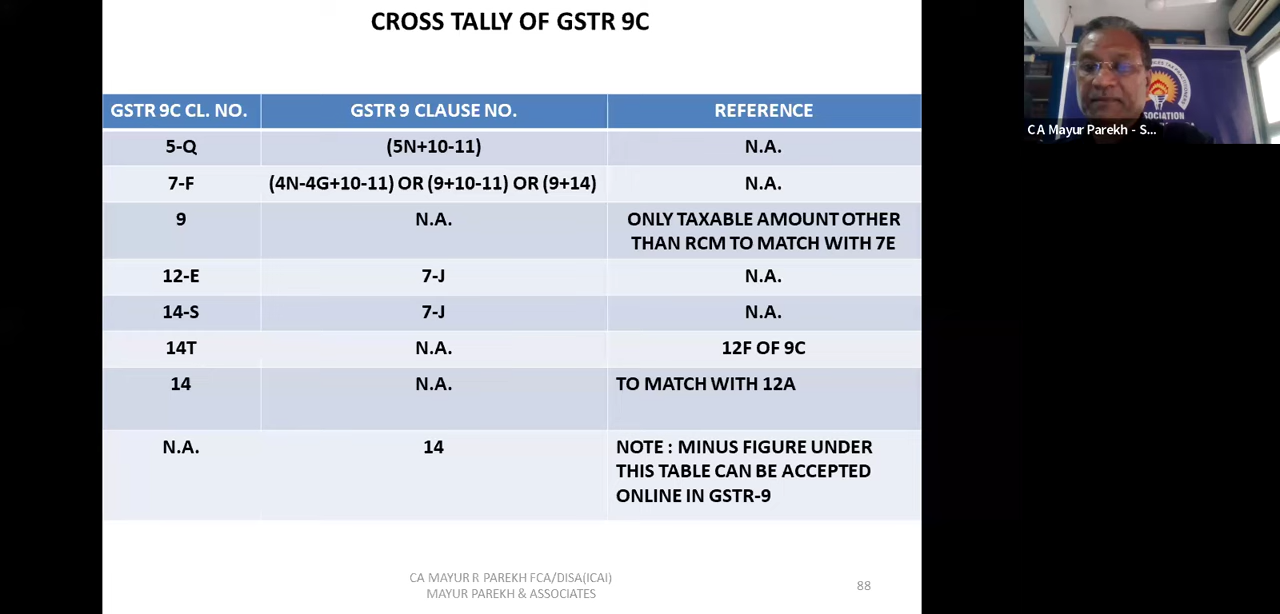 CROSS TALLY OF GSTR 9C
GSTR 9C CL. NO. GSTR 9 CLAUSE NO. REFERENCE
5-Q (5N+10-11) N.A.
7-F (4N-4G+10-11) OR (9+10-11) OR (9+14) N.A.
9 N.A. ONLY TAXABLE AMOUNT OTHER
THAN RCM TO MATCH WITH 7E
12-E 7-J N.A.
14-S 7-J N.A.
14T N.A. 12F OF 9C
14 N.A. TO MATCH WITH 12A
N.A. 14 NOTE : MINUS FIGURE UNDER
THIS TABLE CAN BE ACCEPTED
ONLINE IN GSTR-9
CA MAYUR R PAREKH FCA/DISA(ICAI)
MAYUR PAREKH & ASSOCIATES
88
C A Mayur Parekh - S...